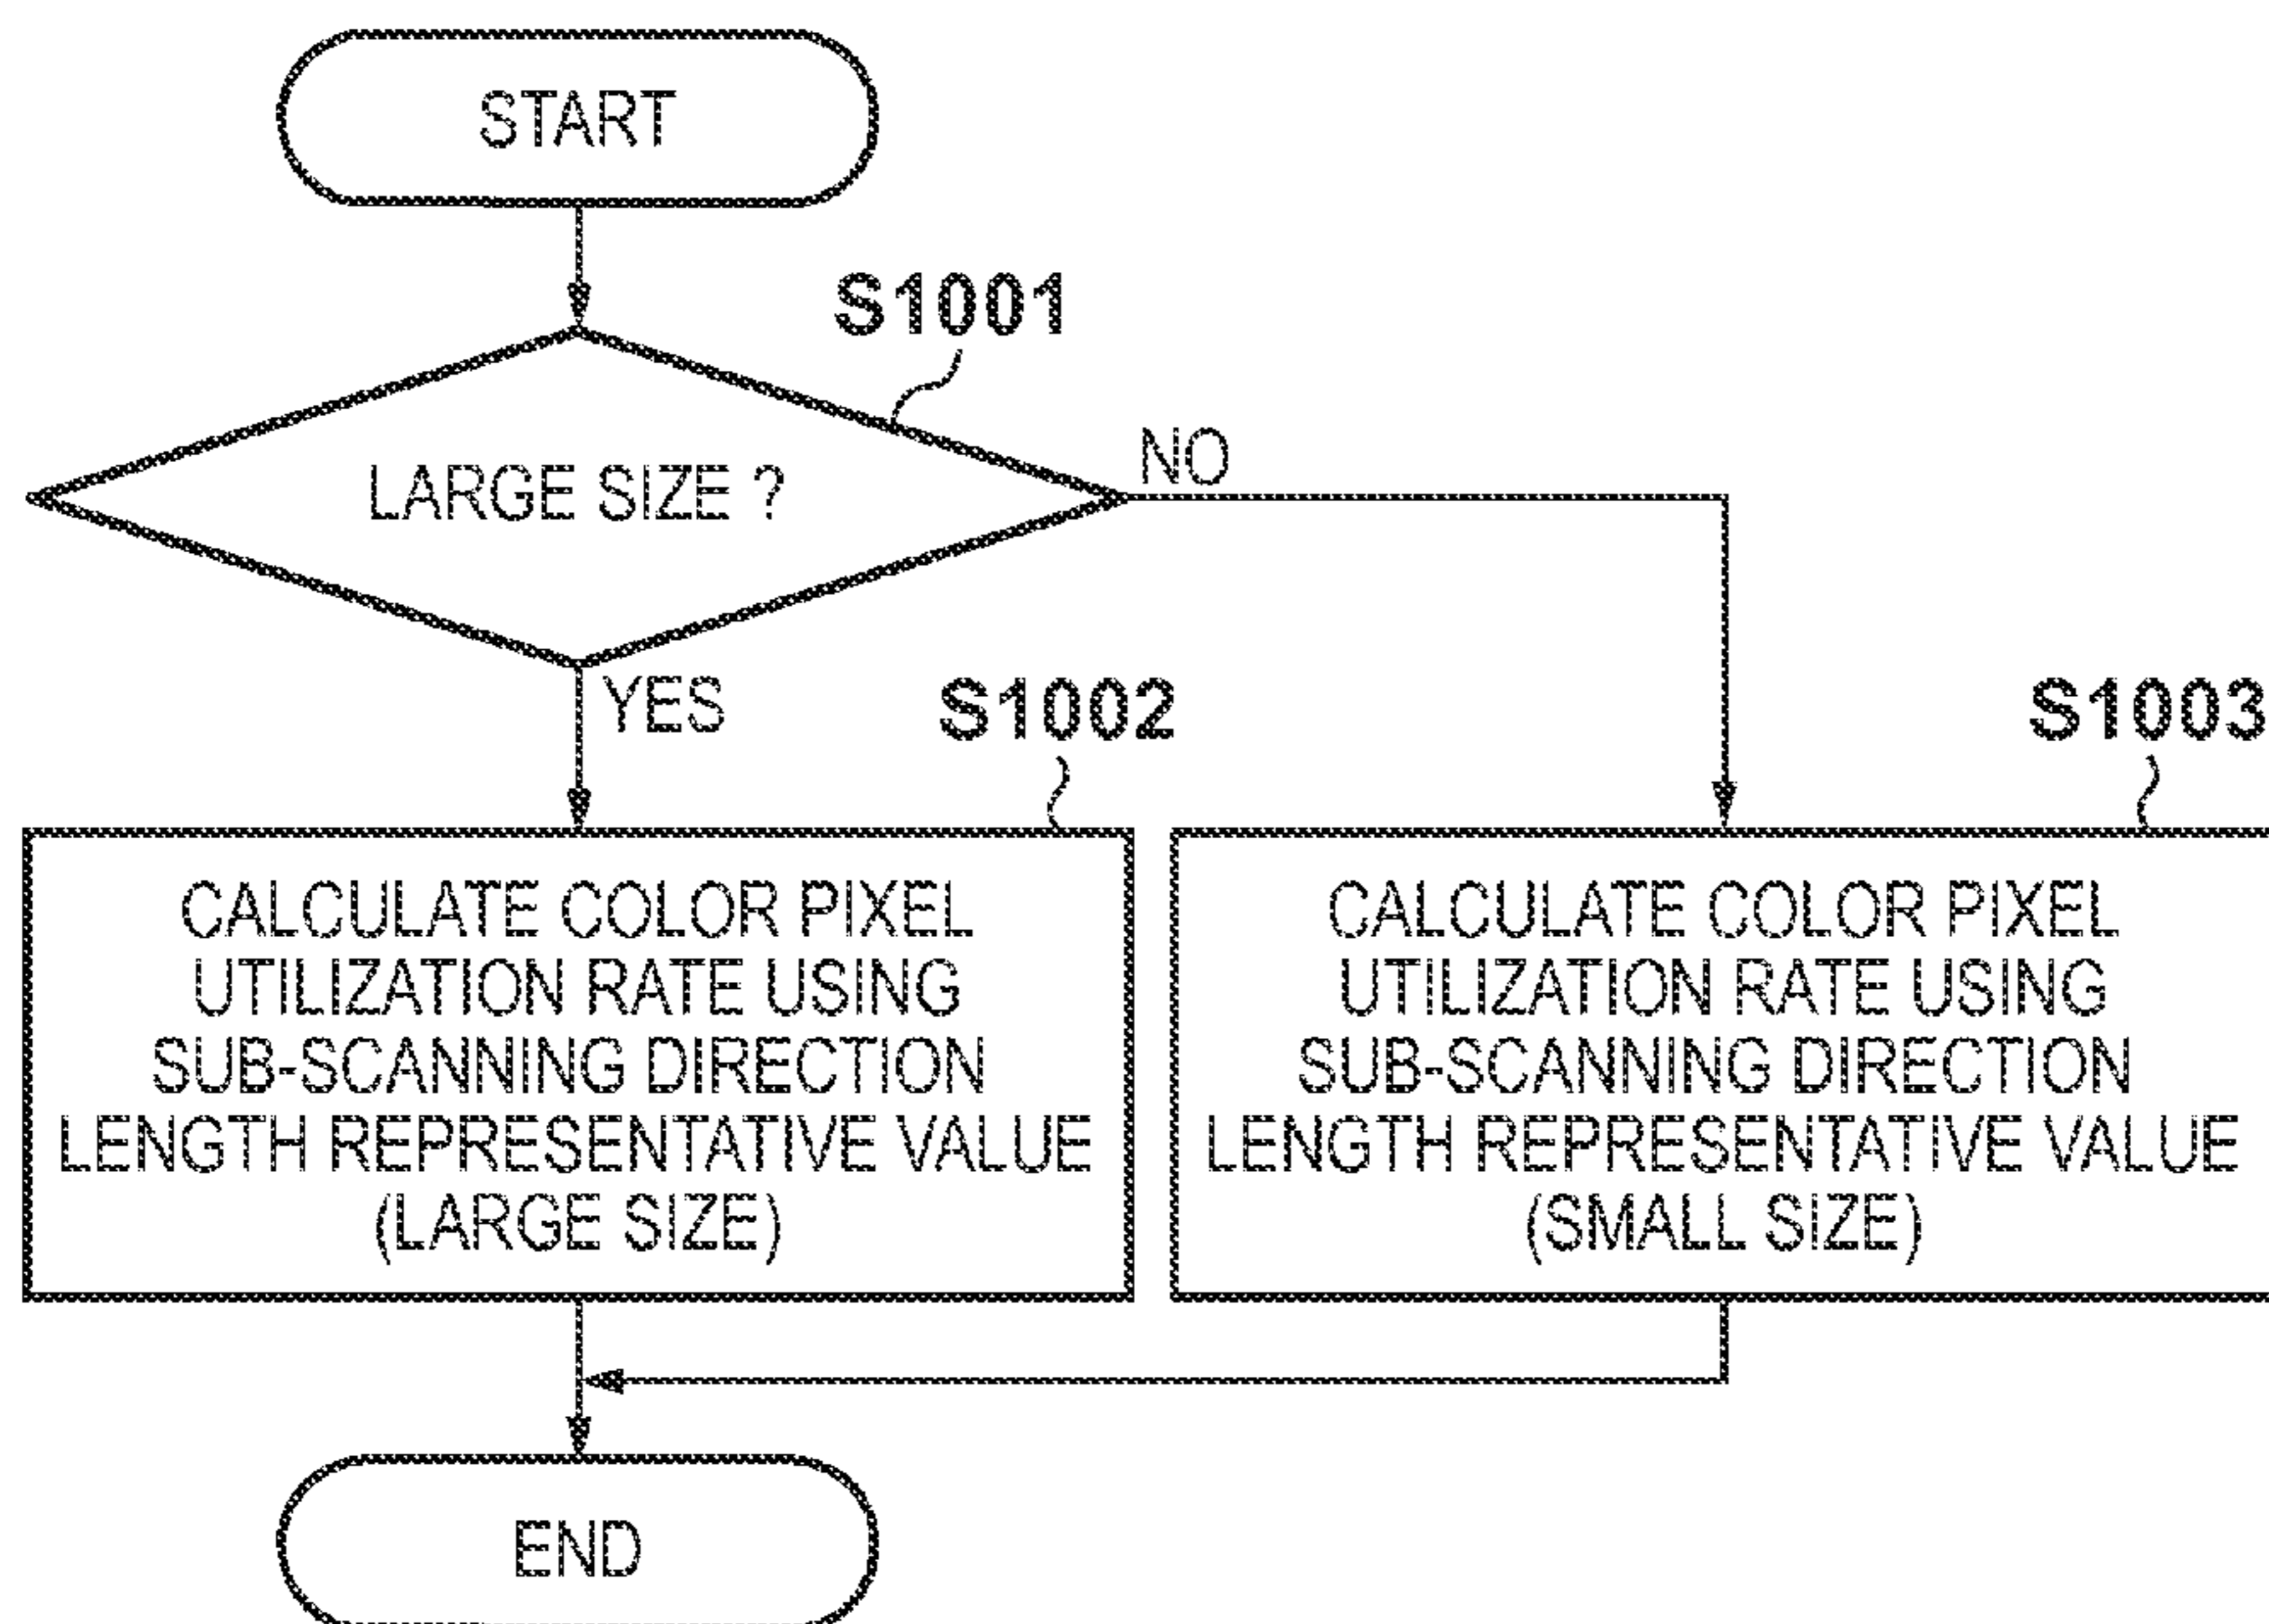 START
S1001
LARGE SIZE ?
NO
YES
S1002
CALCULATE COLOR PIXEL
UTILIZATION RATE USING
SUB-SCANNING DIRECTION
LENGTH REPRESENTATIVE VALUE
(LARGE SIZE)
S1003
CALCULATE COLOR PIXEL
UTILIZATION RATE USING
SUB-SCANNING DIRECTION
LENGTH REPRESENTATIVE VALUE
(SMALL SIZE)
END